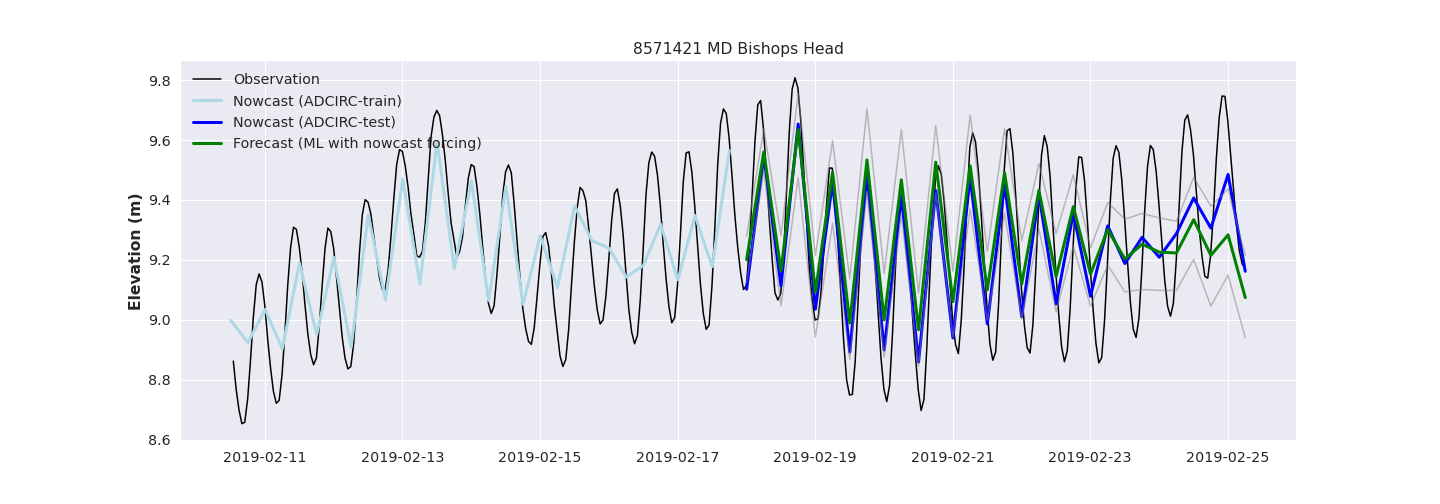 8571421 MD Bishops Head
Observation
Nowcast (ADCIRC-train)
Nowcast (ADCIRC-test)
Forecast (ML with nowcast forcing)
Elevation (m)
9.8
9.6
9.4
9.2
9.0
8.8
8.6
2019-02-11 2019-02-13 2019-02-15 2019-02-17 2019-02-19 2019-02-21 2019-02-23 2019-02-25